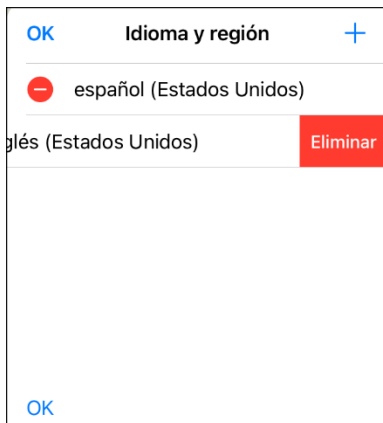 OK Idioma y región +
español (Estados Unidos)
glés (Estados Unidos) Eliminar
OK